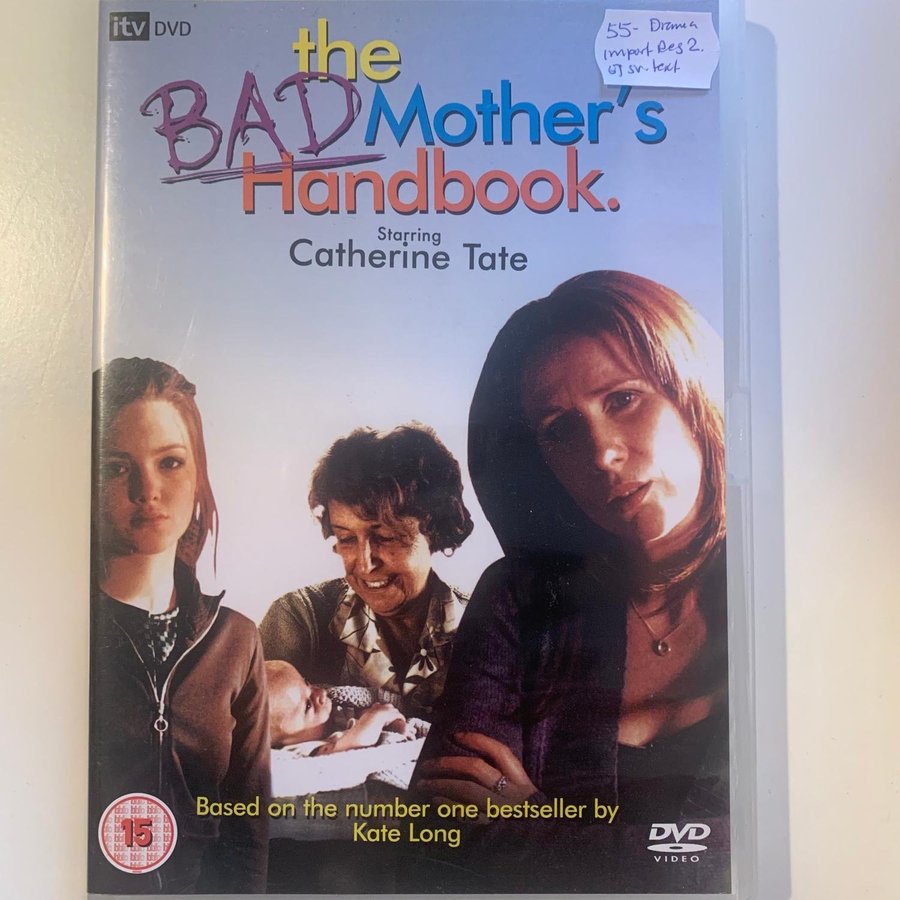 itv DVD
55- Drama
import Reg 2.
ej sv. text
the
BAD Mother's
Handbook.
Starring
Catherine Tate
Based on the number one bestseller by
Kate Long
15
DVD
VIDEO